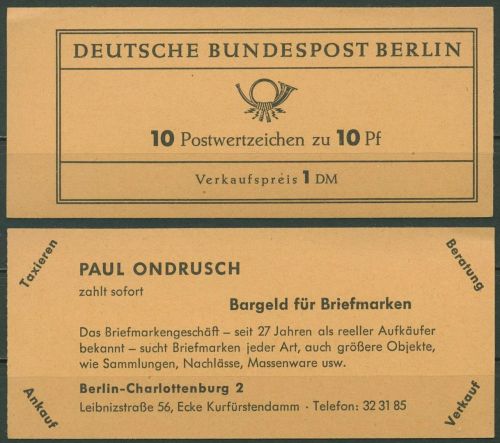 DEUTSCHE BUNDESPOST BERLIN
10 Postwertzeichen zu 10 Pf
Verkaufspreis 1 DM
Taxieren
Beratung
PAUL ONDRUSCH
zahlt sofort
Bargeld für Briefmarken
Das Briefmarkengeschäft – seit 27 Jahren als reeller Aufkäufer
bekannt – sucht Briefmarken jeder Art, auch größere Objekte,
wie Sammlungen, Nachlässe, Massenware usw.
Berlin-Charlottenburg 2
Leibnizstraße 56, Ecke Kurfürstendamm · Telefon: 32 31 85
Ankauf
Verkauf